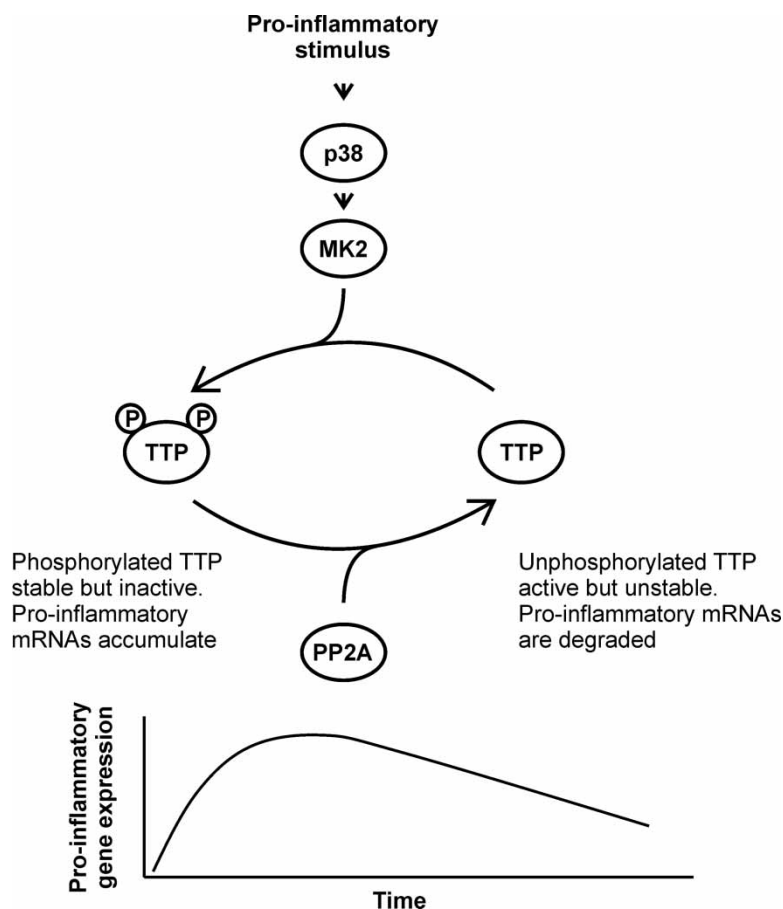 Pro-inflammatory
stimulus
p38
MK2
P
P
TTP
TTP
Phosphorylated TTP
stable but inactive.
Pro-inflammatory
mRNAs accumulate
Unphosphorylated TTP
active but unstable.
Pro-inflammatory mRNAs
are degraded
PP2A
Pro-inflammatory
gene expression
Time